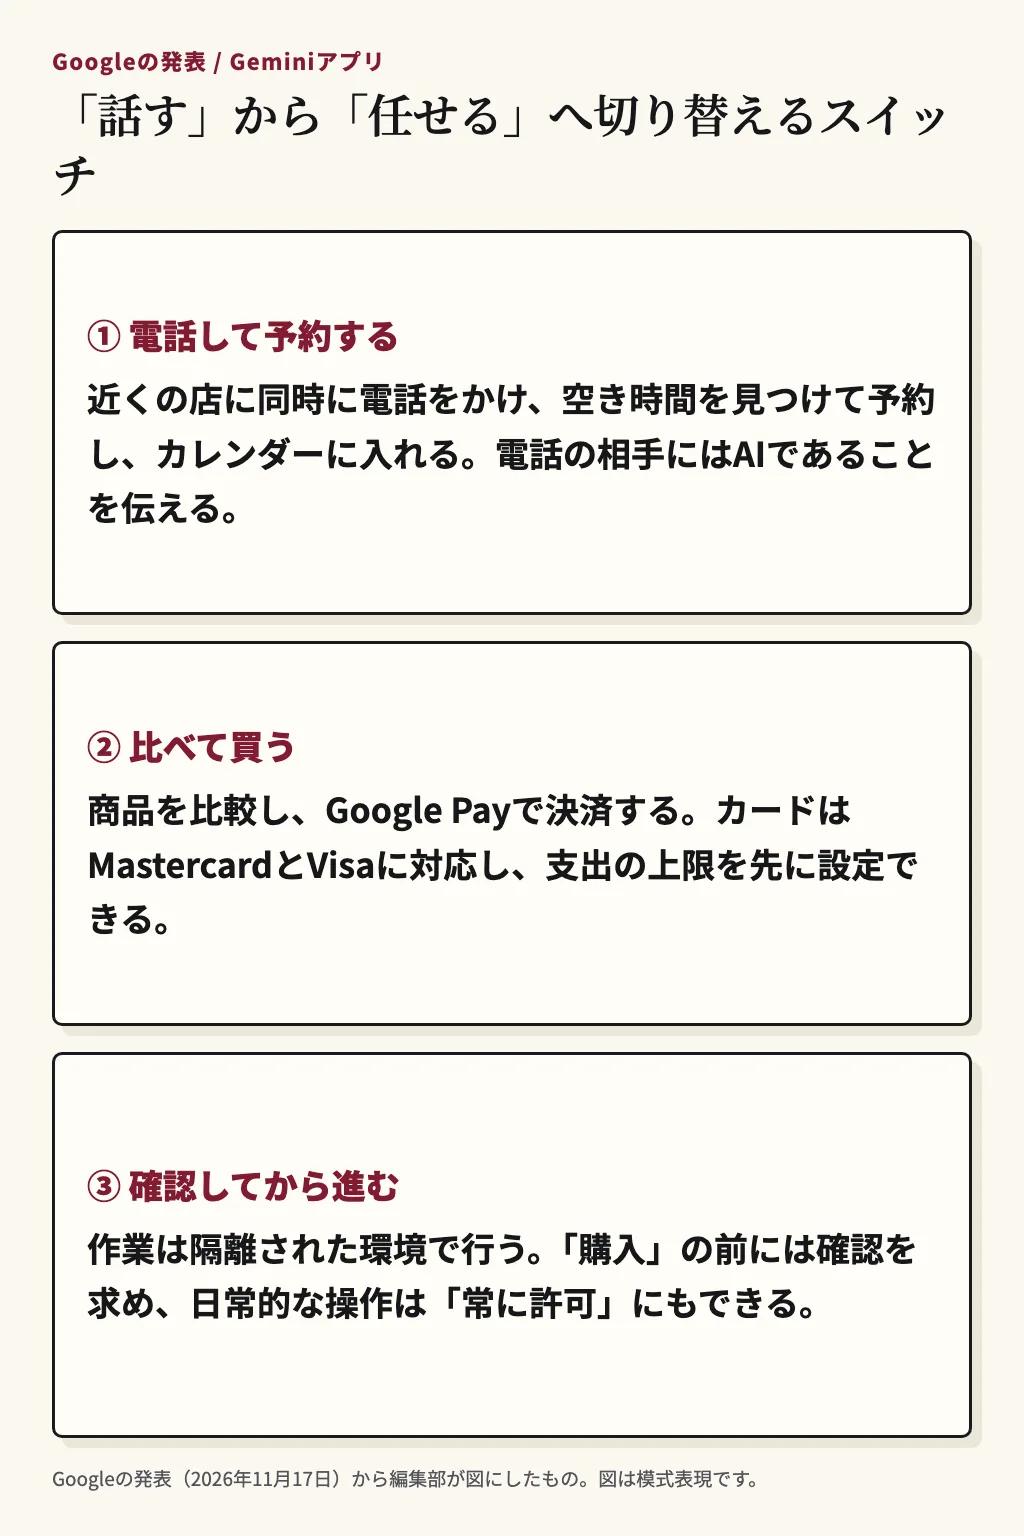 Googleの発表 / Geminiアプリ
「話す」から「任せる」へ切り替えるスイッ
チ
① 電話して予約する
近くの店に同時に電話をかけ、空き時間を見つけて予約
し、カレンダーに入れる。電話の相手にはAIであること
を伝える。
② 比べて買う
商品を比較し、Google Payで決済する。カードは
MastercardとVisaに対応し、支出の上限を先に設定で
きる。
③ 確認してから進む
作業は隔離された環境で行う。「購入」の前には確認を
求め、日常的な操作は「常に許可」にもできる。
Googleの発表（2026年11月17日）から編集部が図にしたもの。図は模式表現です。